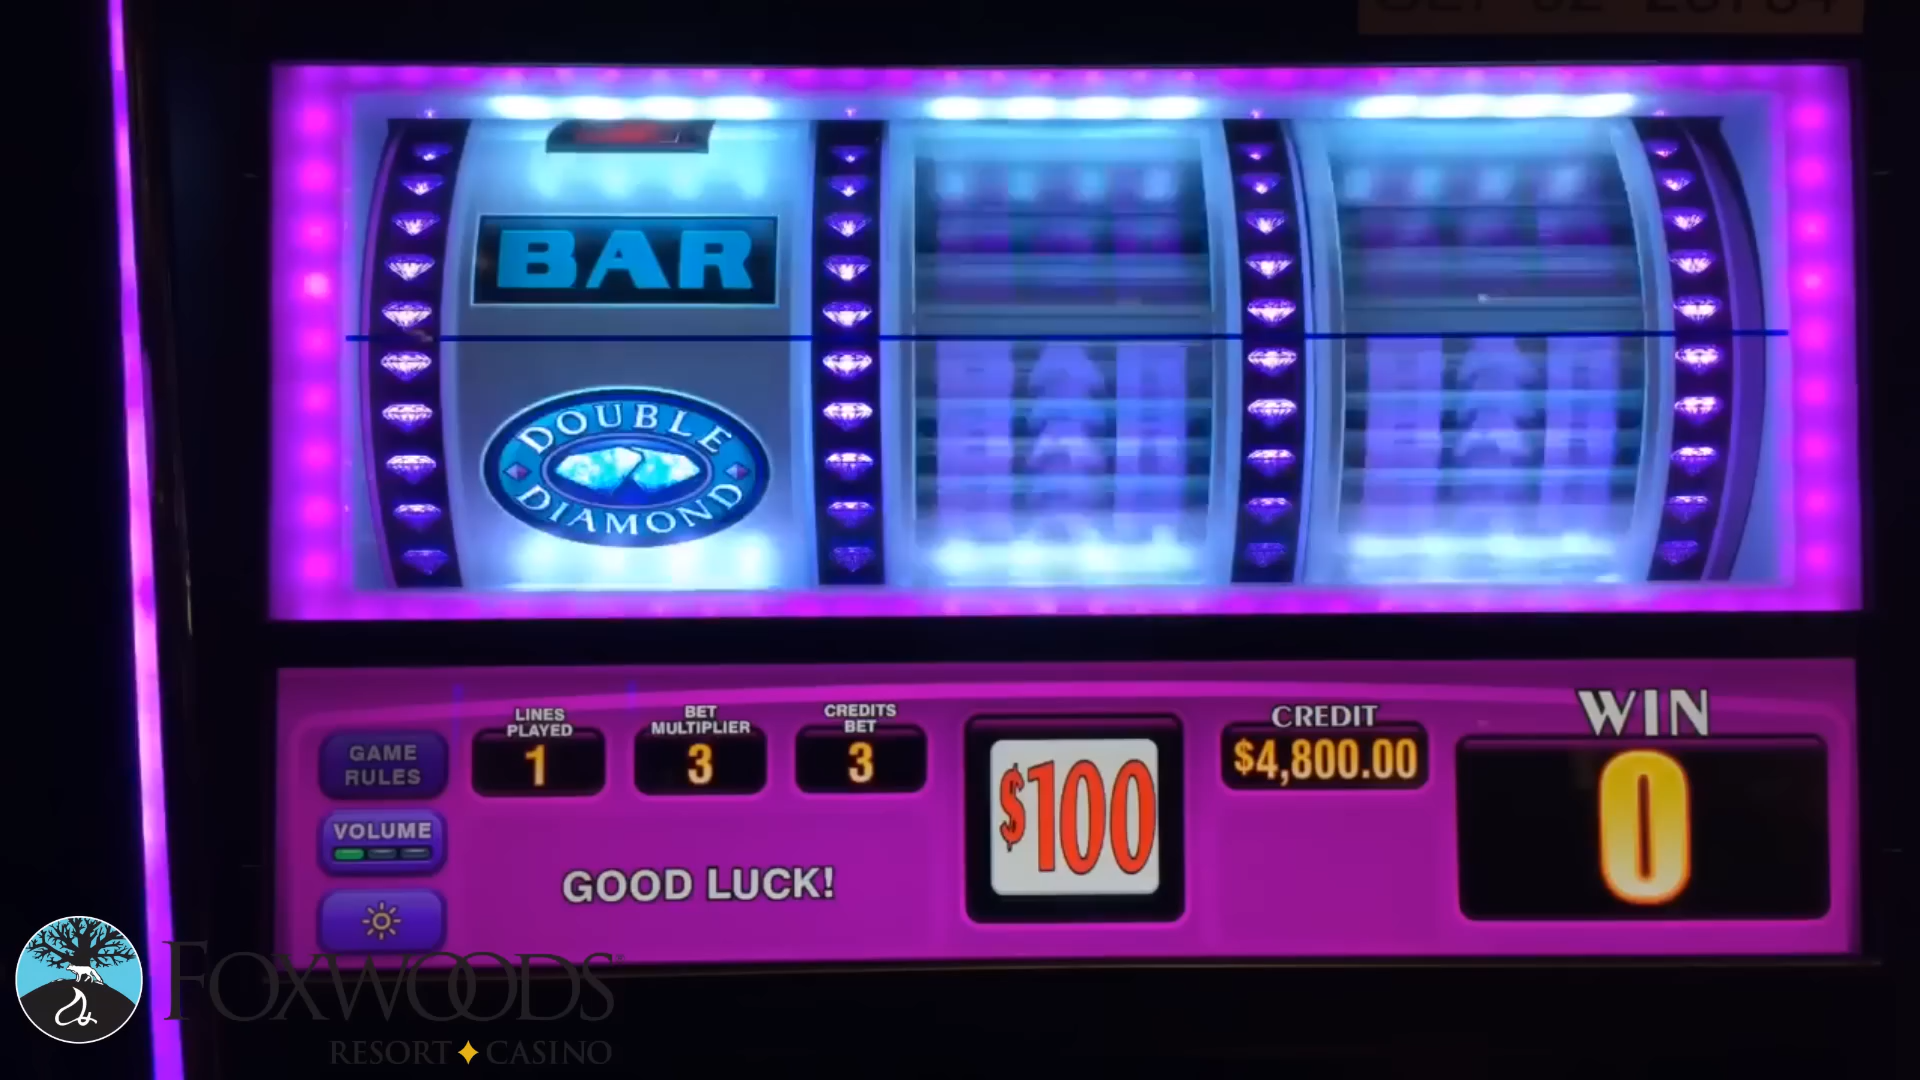 BAR
DOUBLE
DIAMOND
LINES
PLAYED
1
BET
MULTIPLIER
3
CREDITS
BET
3
$100
CREDIT
$4,800.00
WIN
0
GAME
RULES
VOLUME
GOOD LUCK!
FOXWOODS
RESORT CASINO